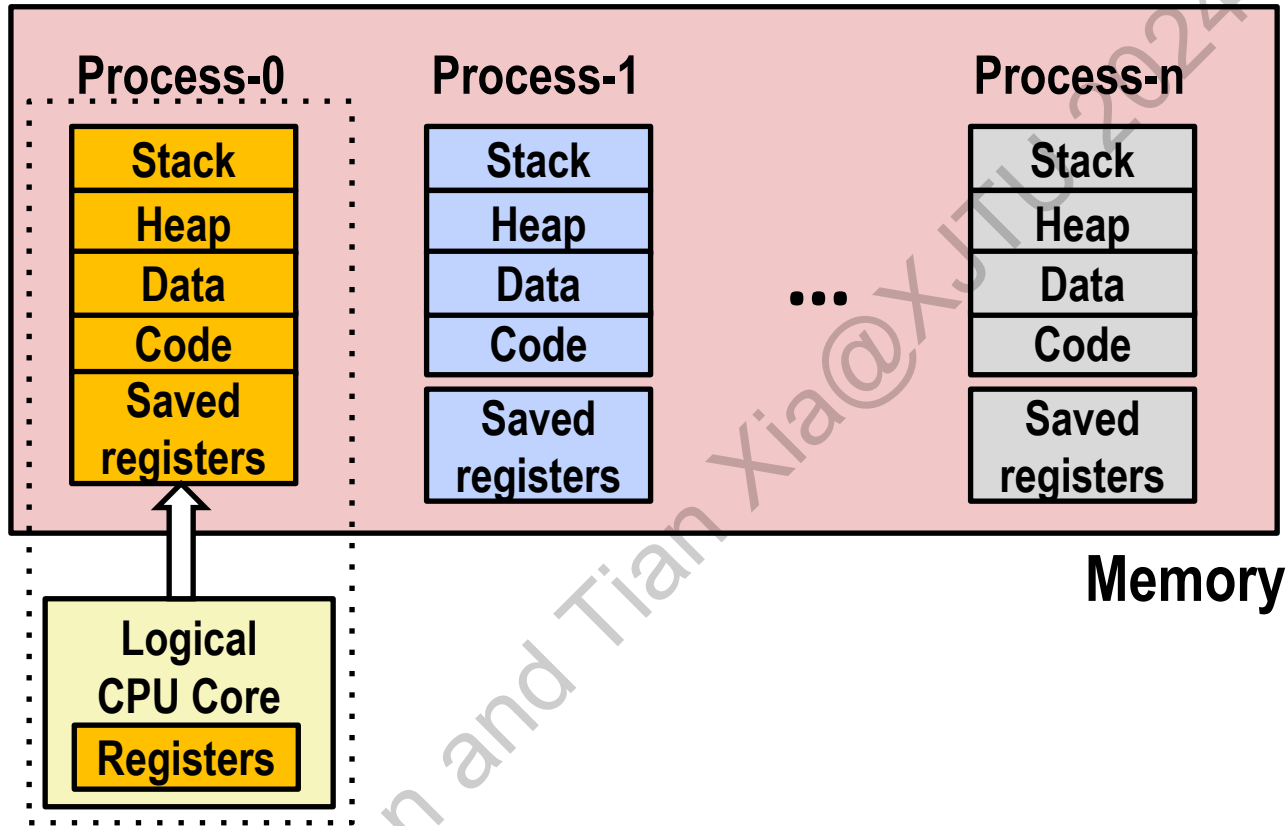 Process-0
Stack
Heap
Data
Code
Saved
registers
Logical
CPU Core
Registers
Process-1
Stack
Heap
Data
Code
Saved
registers
...
Process-n
Stack
Heap
Data
Code
Saved
registers
Memory
and Tian Xia@XJTU 2024